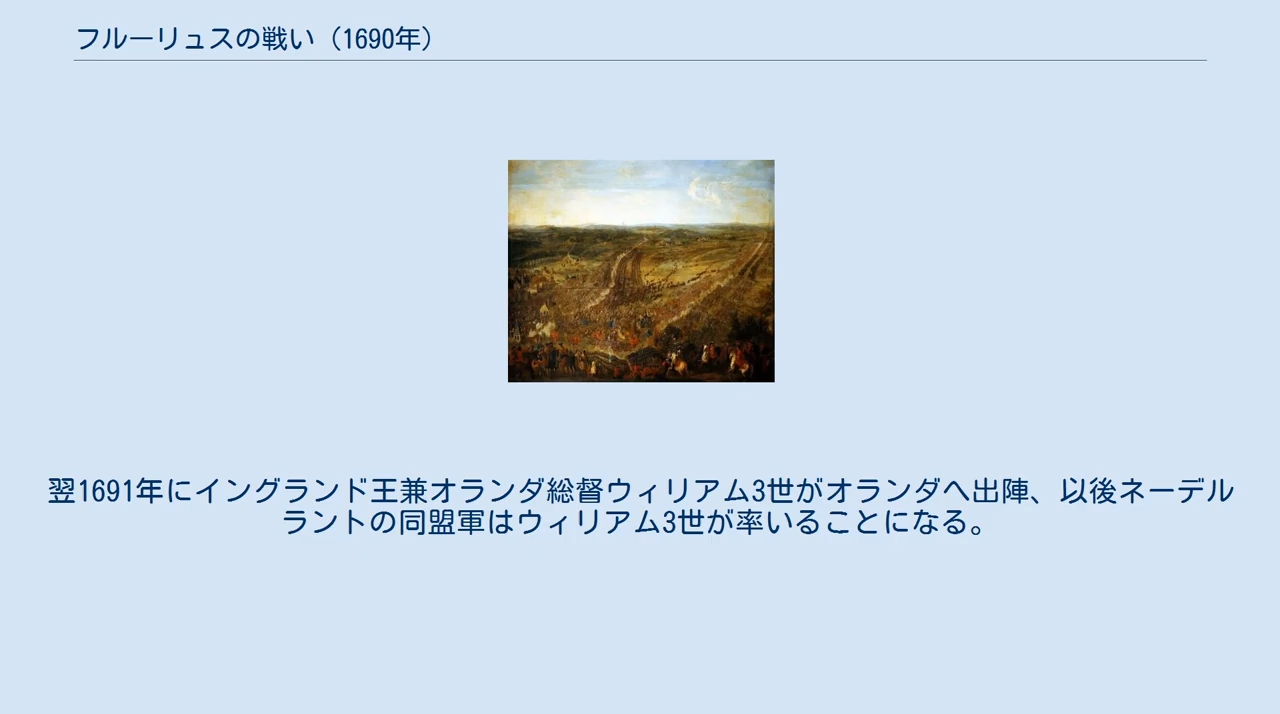 フルーリュスの戦い（1690年）
翌1691年にイングランド王兼オランダ総督ウィリアム3世がオランダへ出陣、以後ネーデル
ラントの同盟軍はウィリアム3世が率いることになる。